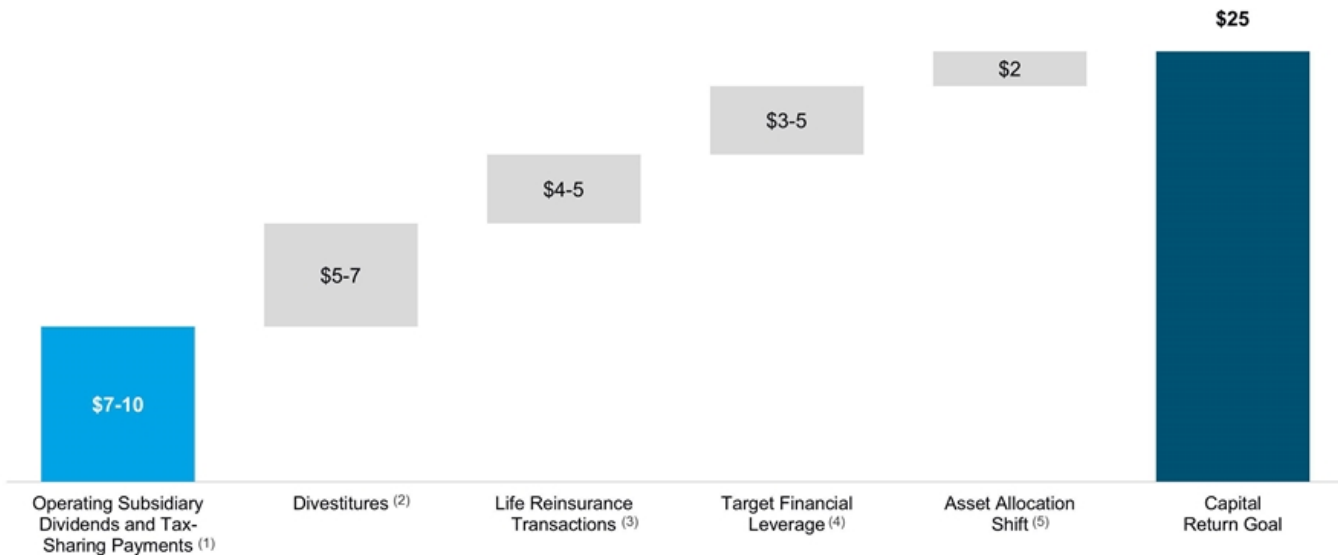 $25
$2
$3-5
$4-5
$5-7
$7-10
Operating Subsidiary
Dividends and Tax-
Sharing Payments (1)
Divestitures (2)
Life Reinsurance
Transactions (3)
Target Financial
Leverage (4)
Asset Allocation
Shift (5)
Capital
Return Goal